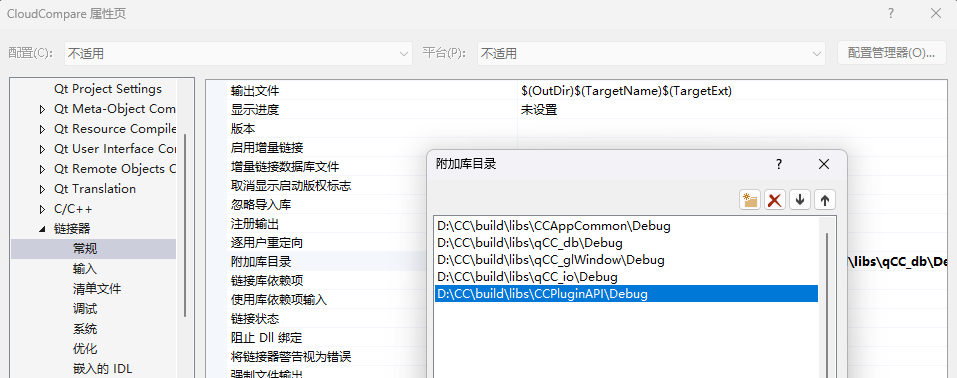 CloudCompare 属性页
配置(C): 不适用 平台(P): 不适用 配置管理器(O)...
Qt Project Settings
Qt Meta-Object Com
Qt Resource Compile
Qt User Interface Con
Qt Remote Objects C
Qt Translation
C/C++
链接器
常规
输入
清单文件
调试
系统
优化
嵌入的 IDL
输出文件 $(OutDir)$(TargetName)$(TargetExt)
显示进度 未设置
版本
启用增量链接
增量链接数据库文件
取消显示启动版权标志
忽略导入库
注册输出
逐用户重定向
附加库目录 \libs\qCC_db\De
链接库依赖项
使用库依赖项输入
链接状态
阻止 Dll 绑定
将链接器警告视为错误
强制文件输出
附加库目录
D:\CC\build\libs\CCAppCommon\Debug
D:\CC\build\libs\qCC_db\Debug
D:\CC\build\libs\qCC_glWindow\Debug
D:\CC\build\libs\qCC_io\Debug
D:\CC\build\libs\CCPluginAPI\Debug